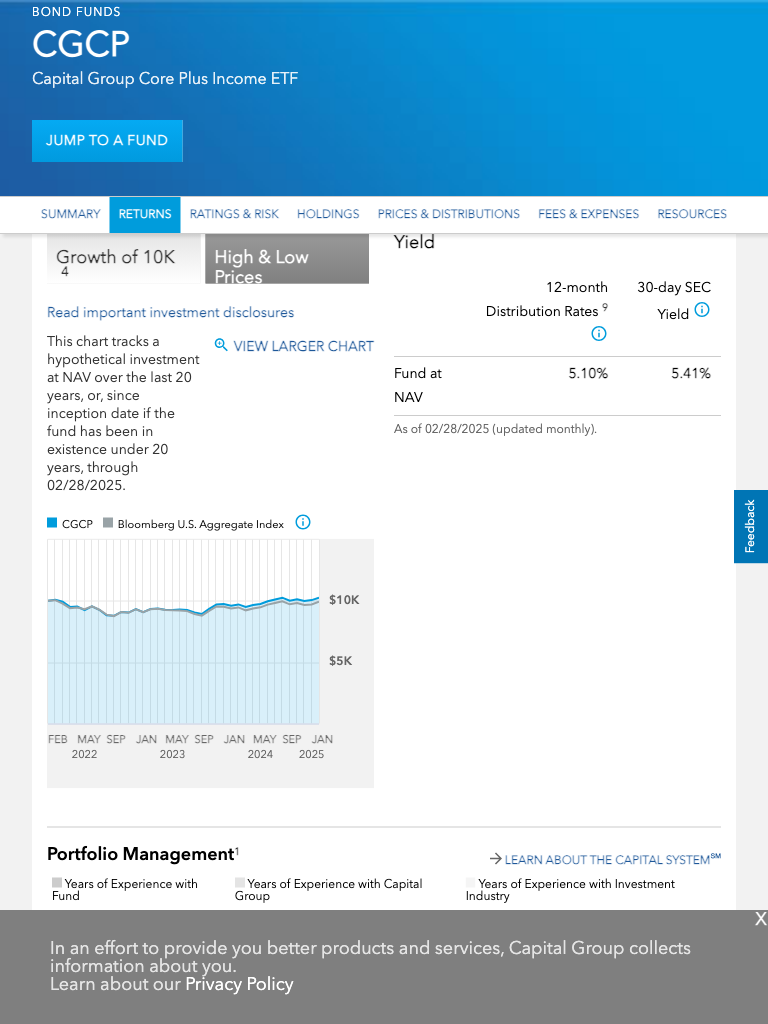 BOND FUNDS
CGCP
Capital Group Core Plus Income ETF
JUMP TO A FUND
SUMMARY RETURNS RATINGS & RISK HOLDINGS PRICES & DISTRIBUTIONS FEES & EXPENSES RESOURCES
Growth of 10K
4
High & Low
Prices
Read important investment disclosures
This chart tracks a
hypothetical investment
at NAV over the last 20
years, or, since
inception date if the
fund has been in
existence under 20
years, through
02/28/2025.
VIEW LARGER CHART
CGCP Bloomberg U.S. Aggregate Index
$10K
$5K
FEB MAY SEP JAN MAY SEP JAN MAY SEP JAN
2022 2023 2024 2025
Yield
12-month
Distribution Rates 9
30-day SEC
Yield
Fund at
NAV
5.10% 5.41%
As of 02/28/2025 (updated monthly).
Feedback
Portfolio Management1
LEARN ABOUT THE CAPITAL SYSTEM℠
Years of Experience with
Fund
Years of Experience with Capital
Group
Years of Experience with Investment
Industry
X
In an effort to provide you better products and services, Capital Group collects
information about you.
Learn about our Privacy Policy